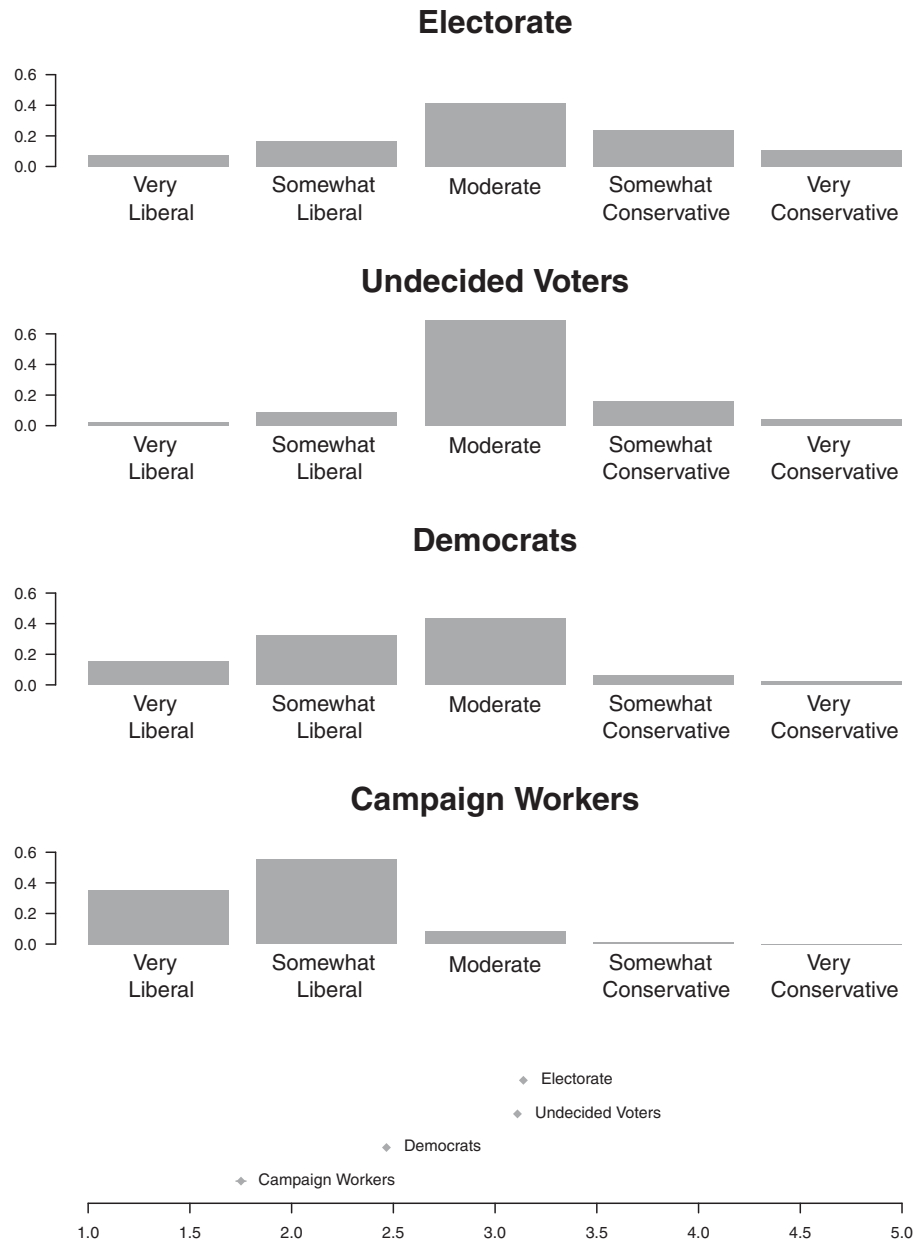 Electorate
0.6
0.4
0.2
0.0
Very Somewhat Moderate Somewhat Very
Liberal Liberal Conservative Conservative
Undecided Voters
0.6
0.4
0.2
0.0
Very Somewhat Moderate Somewhat Very
Liberal Liberal Conservative Conservative
Democrats
0.6
0.4
0.2
0.0
Very Somewhat Moderate Somewhat Very
Liberal Liberal Conservative Conservative
Campaign Workers
0.6
0.4
0.2
0.0
Very Somewhat Moderate Somewhat Very
Liberal Liberal Conservative Conservative
Electorate
Undecided Voters
Democrats
Campaign Workers
1.0 1.5 2.0 2.5 3.0 3.5 4.0 4.5 5.0